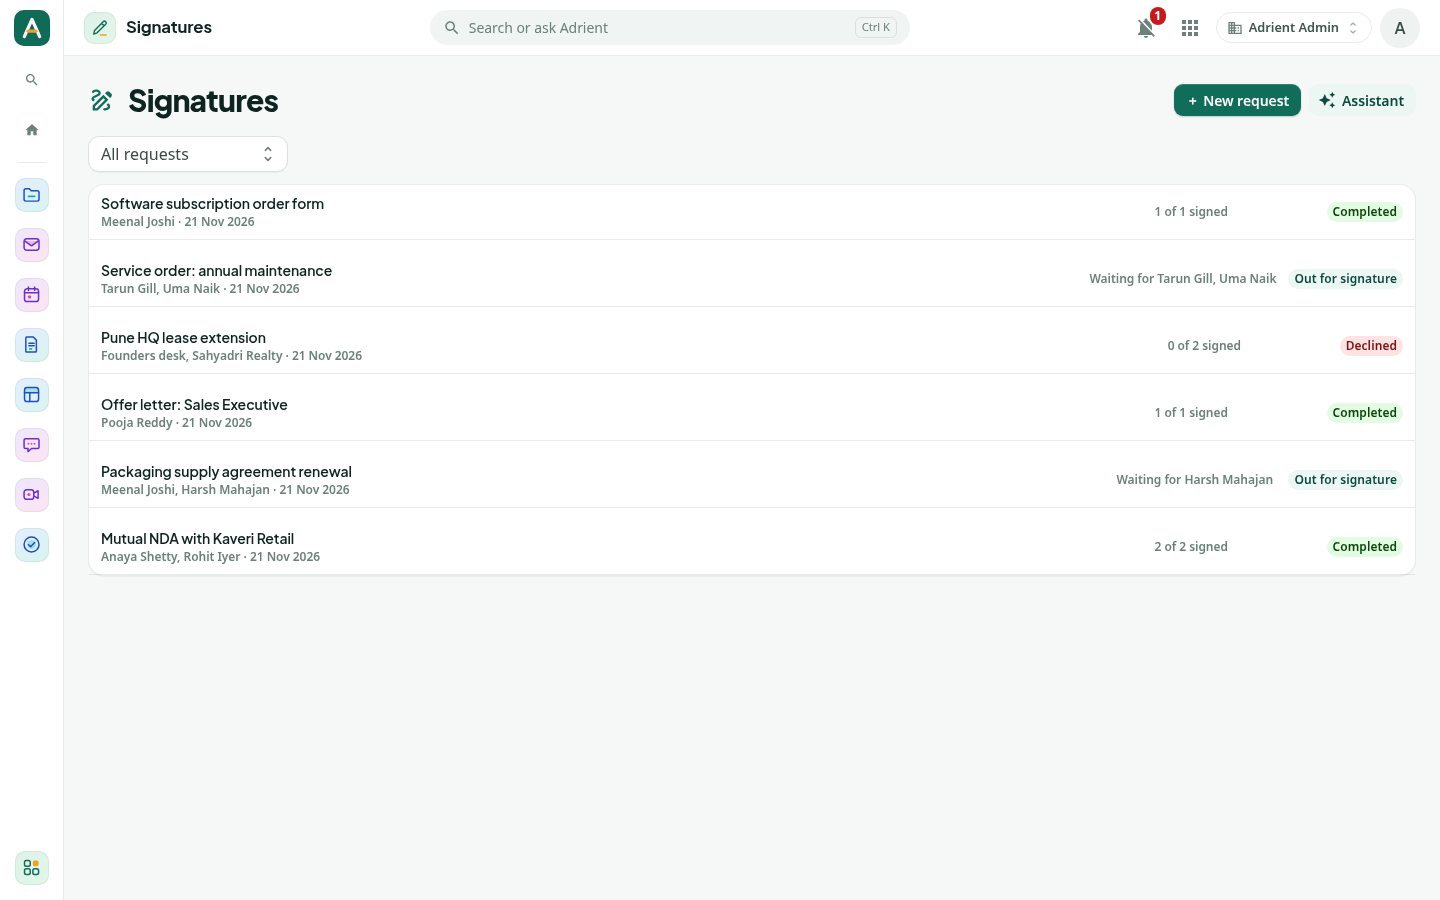 Signatures
Search or ask Adrient
Ctrl K
1
Adrient Admin
A
Signatures
+ New request
Assistant
All requests
Software subscription order form
Meenal Joshi · 21 Nov 2026
1 of 1 signed
Completed
Service order: annual maintenance
Tarun Gill, Uma Naik · 21 Nov 2026
Waiting for Tarun Gill, Uma Naik
Out for signature
Pune HQ lease extension
Founders desk, Sahyadri Realty · 21 Nov 2026
0 of 2 signed
Declined
Offer letter: Sales Executive
Pooja Reddy · 21 Nov 2026
1 of 1 signed
Completed
Packaging supply agreement renewal
Meenal Joshi, Harsh Mahajan · 21 Nov 2026
Waiting for Harsh Mahajan
Out for signature
Mutual NDA with Kaveri Retail
Anaya Shetty, Rohit Iyer · 21 Nov 2026
2 of 2 signed
Completed